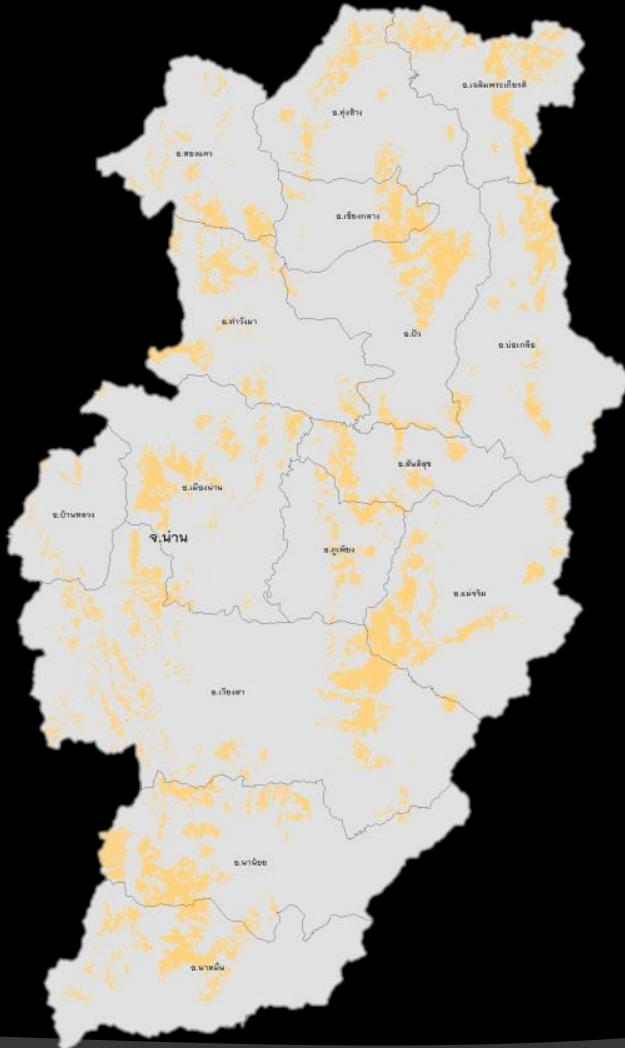 อ.เฉลิมพระเกียรติ
อ.ทุ่งช้าง
อ.สองแคว
อ.เชียงกลาง
อ.ท่าวังผา
อ.ปัว
อ.บ่อเกลือ
อ.สันติสุข
อ.เมืองน่าน
อ.บ้านหลวง
จ.น่าน
อ.ภูเพียง
อ.แม่จริม
อ.เวียงสา
อ.นาน้อย
อ.นาหมื่น